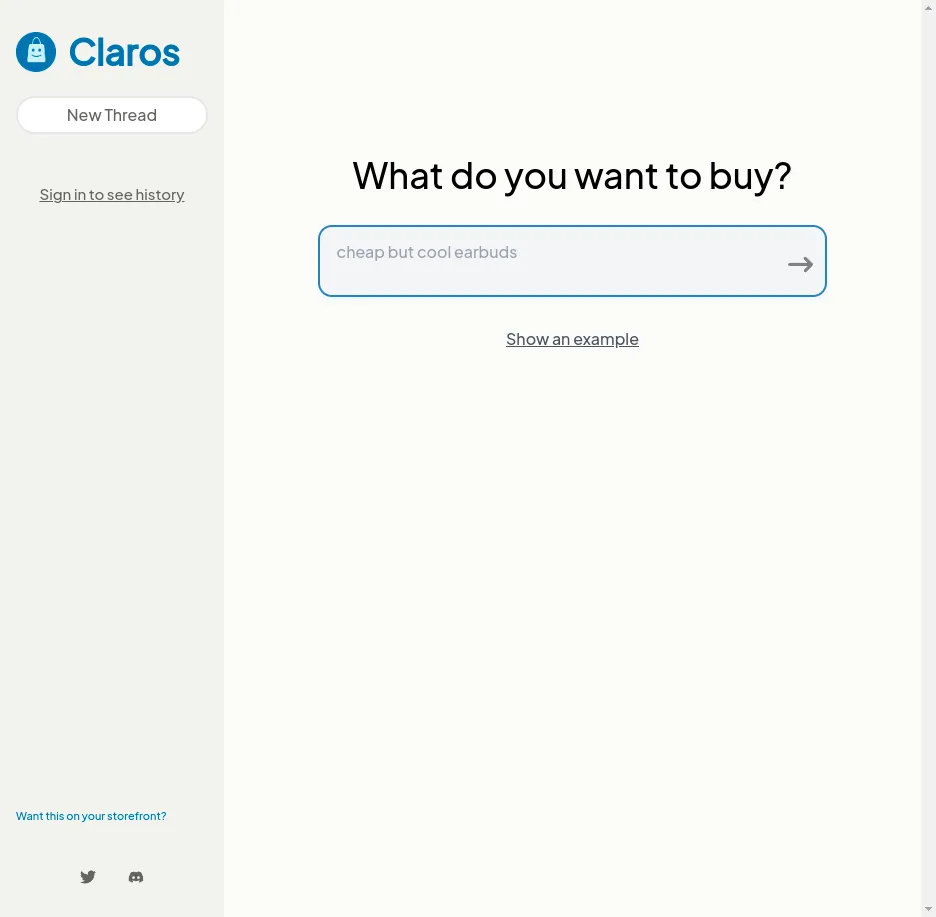 Claros
New Thread
Sign in to see history
What do you want to buy?
cheap but cool earbuds
Show an example
Want this on your storefront?